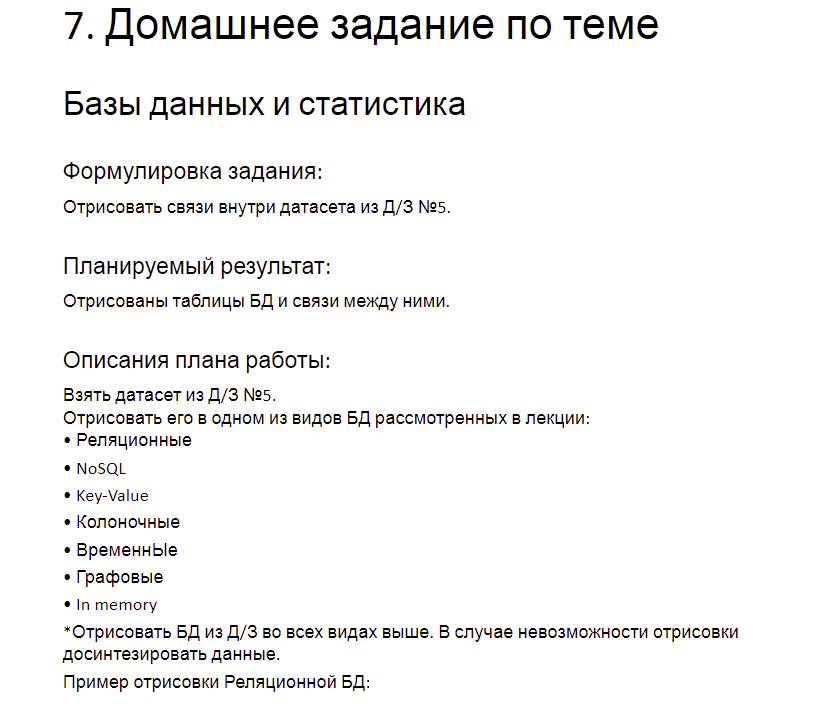 7. Домашнее задание по теме
Базы данных и статистика
Формулировка задания:
Отрисовать связи внутри датасета из Д/З №5.
Планируемый результат:
Отрисованы таблицы БД и связи между ними.
Описания плана работы:
Взять датасет из Д/З №5.
Отрисовать его в одном из видов БД рассмотренных в лекции:
• Реляционные
• NoSQL
• Key-Value
• Колоночные
• ВременнЫе
• Графовые
• In memory
*Отрисовать БД из Д/З во всех видах выше. В случае невозможности отрисовки
досинтезировать данные.
Пример отрисовки Реляционной БД: